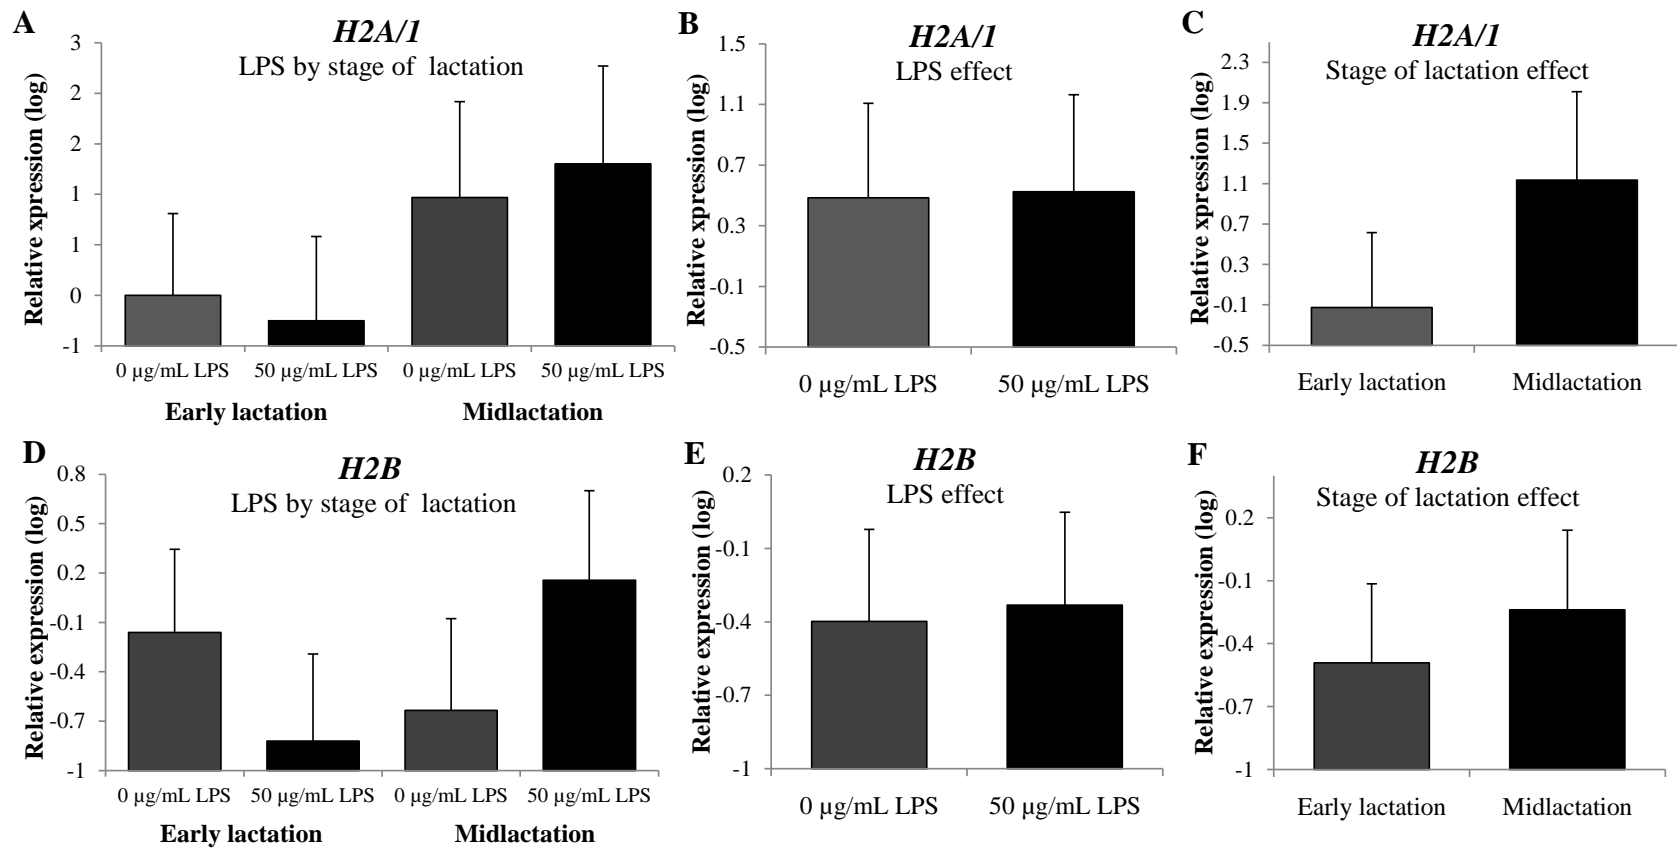 A
H2A/1
LPS by stage of lactation
Relative xpression (log)
3
2
2
1
1
0
-1
0 µg/mL LPS 50 µg/mL LPS 0 µg/mL LPS 50 µg/mL LPS
Early lactation Midlactation
B
H2A/1
LPS effect
Relative xpression (log)
1.5
1.1
0.7
0.3
-0.1
-0.5
0 µg/mL LPS 50 µg/mL LPS
C
H2A/1
Stage of lactation effect
Relative xpression (log)
2.3
1.9
1.5
1.1
0.7
0.3
-0.1
-0.5
Early lactation Midlactation
D
H2B
LPS by stage of lactation
Relative expression (log)
0.8
0.5
0.2
-0.1
-0.4
-0.7
-1
0 µg/mL LPS 50 µg/mL LPS 0 µg/mL LPS 50 µg/mL LPS
Early lactation Midlactation
E
H2B
LPS effect
Relative expression (log)
0.2
-0.1
-0.4
-0.7
-1
0 µg/mL LPS 50 µg/mL LPS
F
H2B
Stage of lactation effect
Relative expression (log)
0.2
-0.1
-0.4
-0.7
-1
Early lactation Midlactation